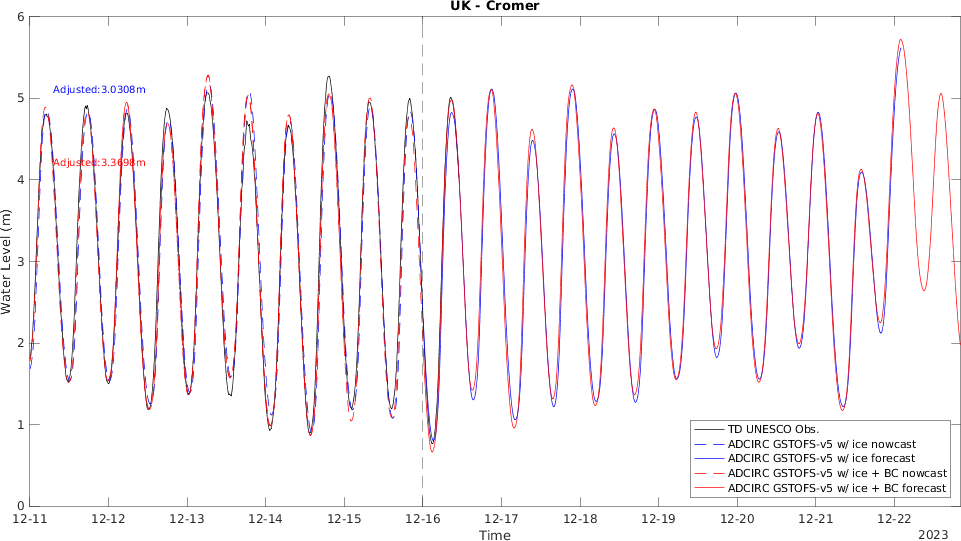 UK - Cromer
6
5
4
3
2
1
0
Water Level (m)
Adjusted:3.0308m
Adjusted:3.3698m
TD UNESCO Obs.
ADCIRC GSTOFS-v5 w/ ice nowcast
ADCIRC GSTOFS-v5 w/ ice forecast
ADCIRC GSTOFS-v5 w/ ice + BC nowcast
ADCIRC GSTOFS-v5 w/ ice + BC forecast
12-11 12-12 12-13 12-14 12-15 12-16 12-17 12-18 12-19 12-20 12-21 12-22
Time
2023